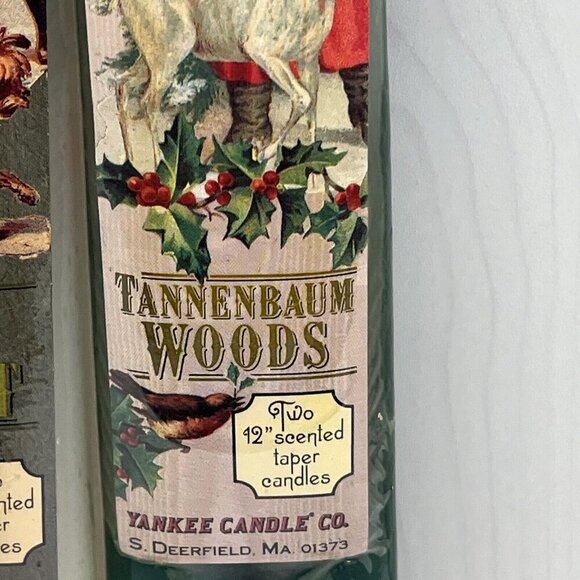 TANNENBAUM
WOODS
Two
12" scented
taper
candles
YANKEE CANDLE® CO.
S. DEERFIELD, MA. 01373